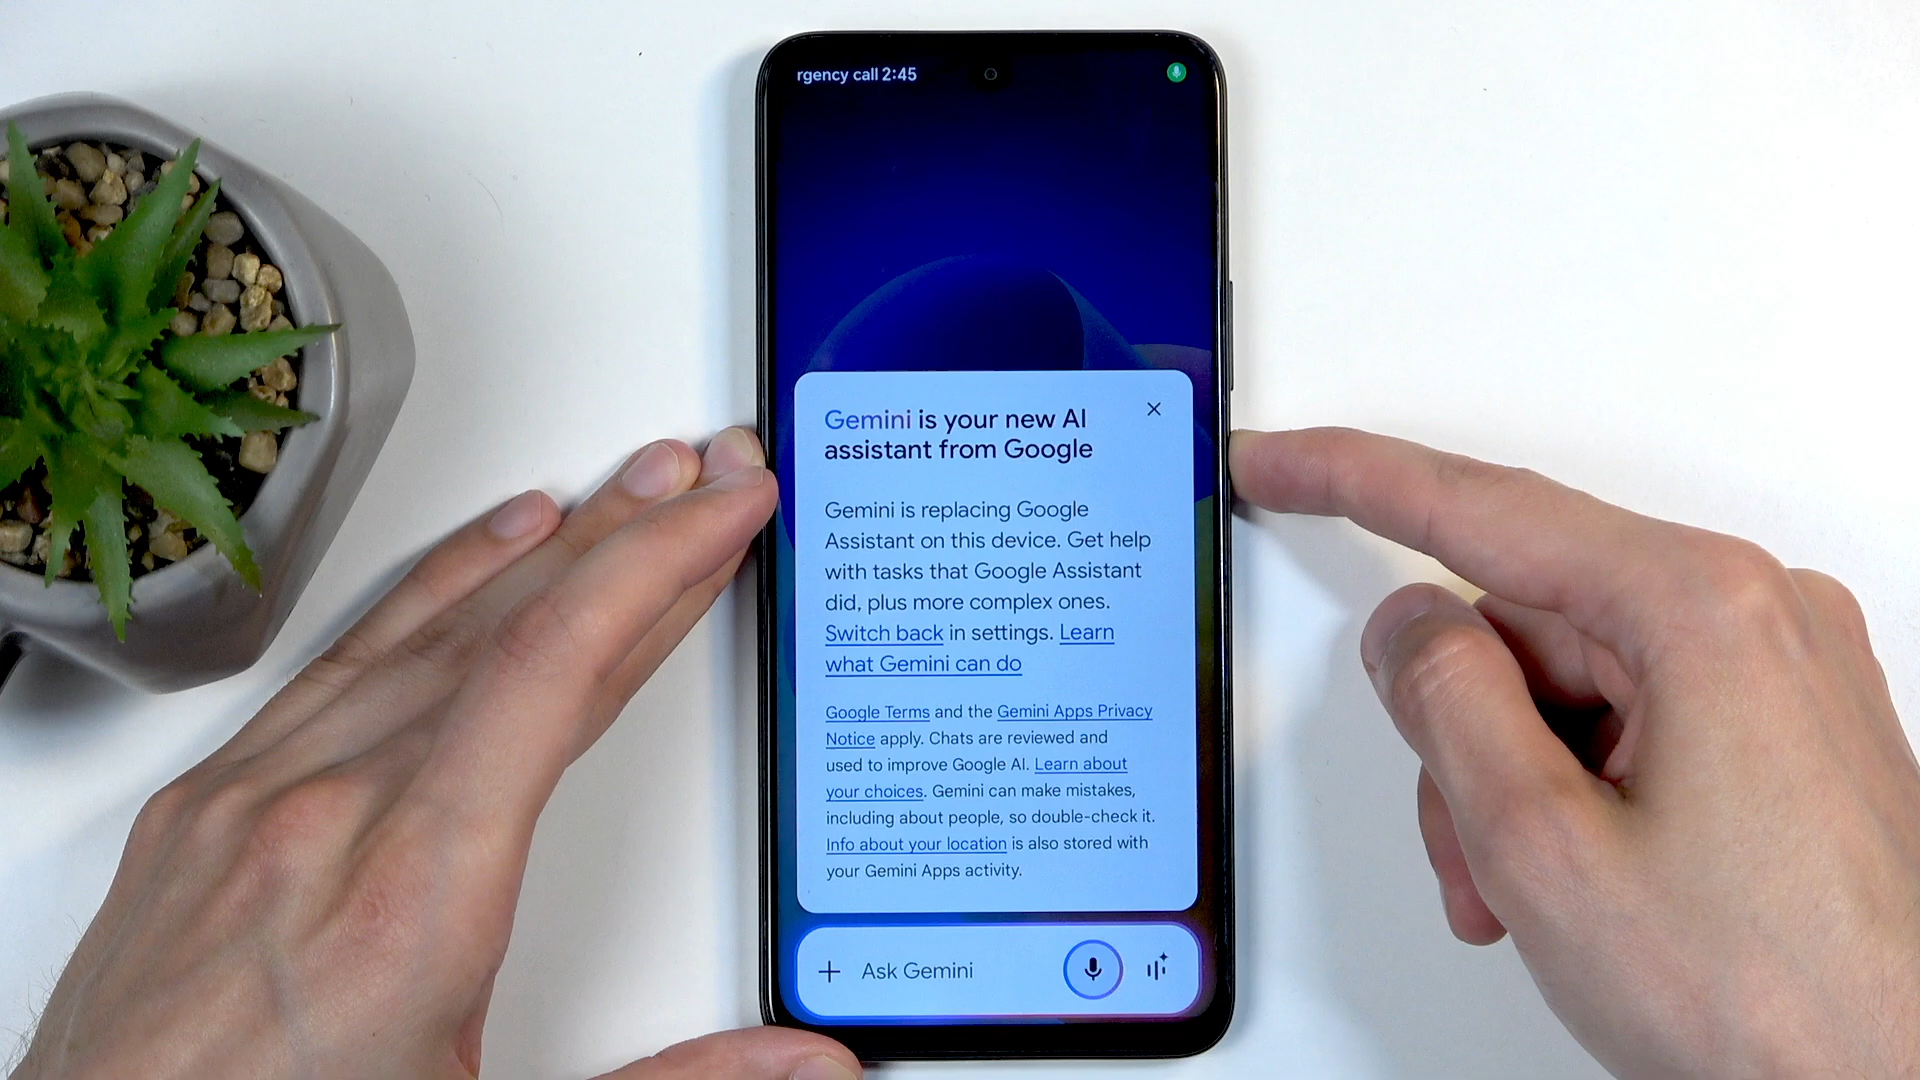 rgency call 2:45
Gemini is your new AI
assistant from Google
Gemini is replacing Google
Assistant on this device. Get help
with tasks that Google Assistant
did, plus more complex ones.
Switch back in settings. Learn
what Gemini can do
Google Terms and the Gemini Apps Privacy
Notice apply. Chats are reviewed and
used to improve Google AI. Learn about
your choices. Gemini can make mistakes,
including about people, so double-check it.
Info about your location is also stored with
your Gemini Apps activity.
Ask Gemini